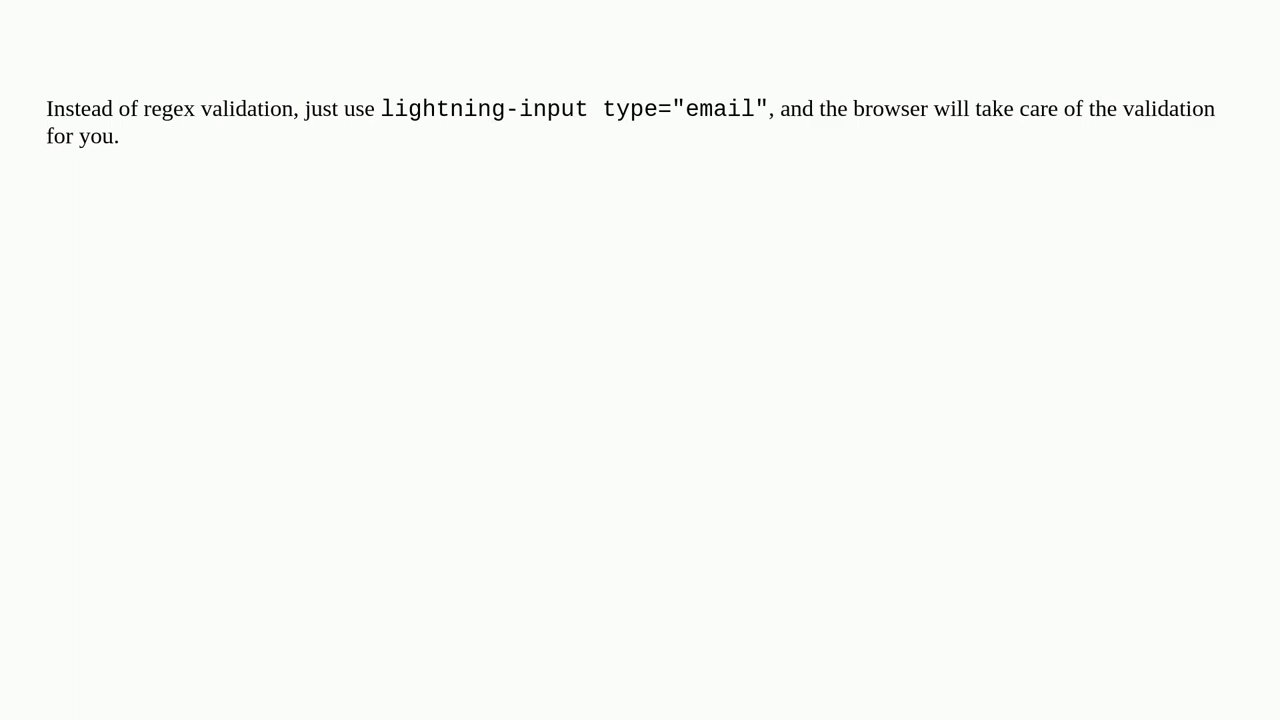 Instead of regex validation, just use lightning-input type="email", and the browser will take care of the validation
for you.